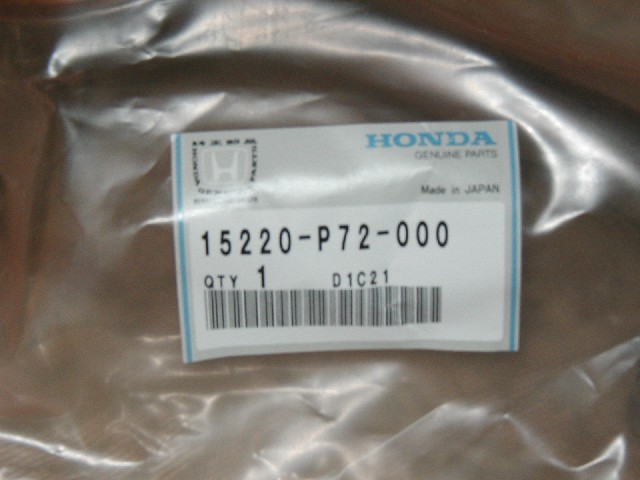 HONDA
GENUINE PARTS
Made in JAPAN
15220-P72-000
QTY 1 D1C21